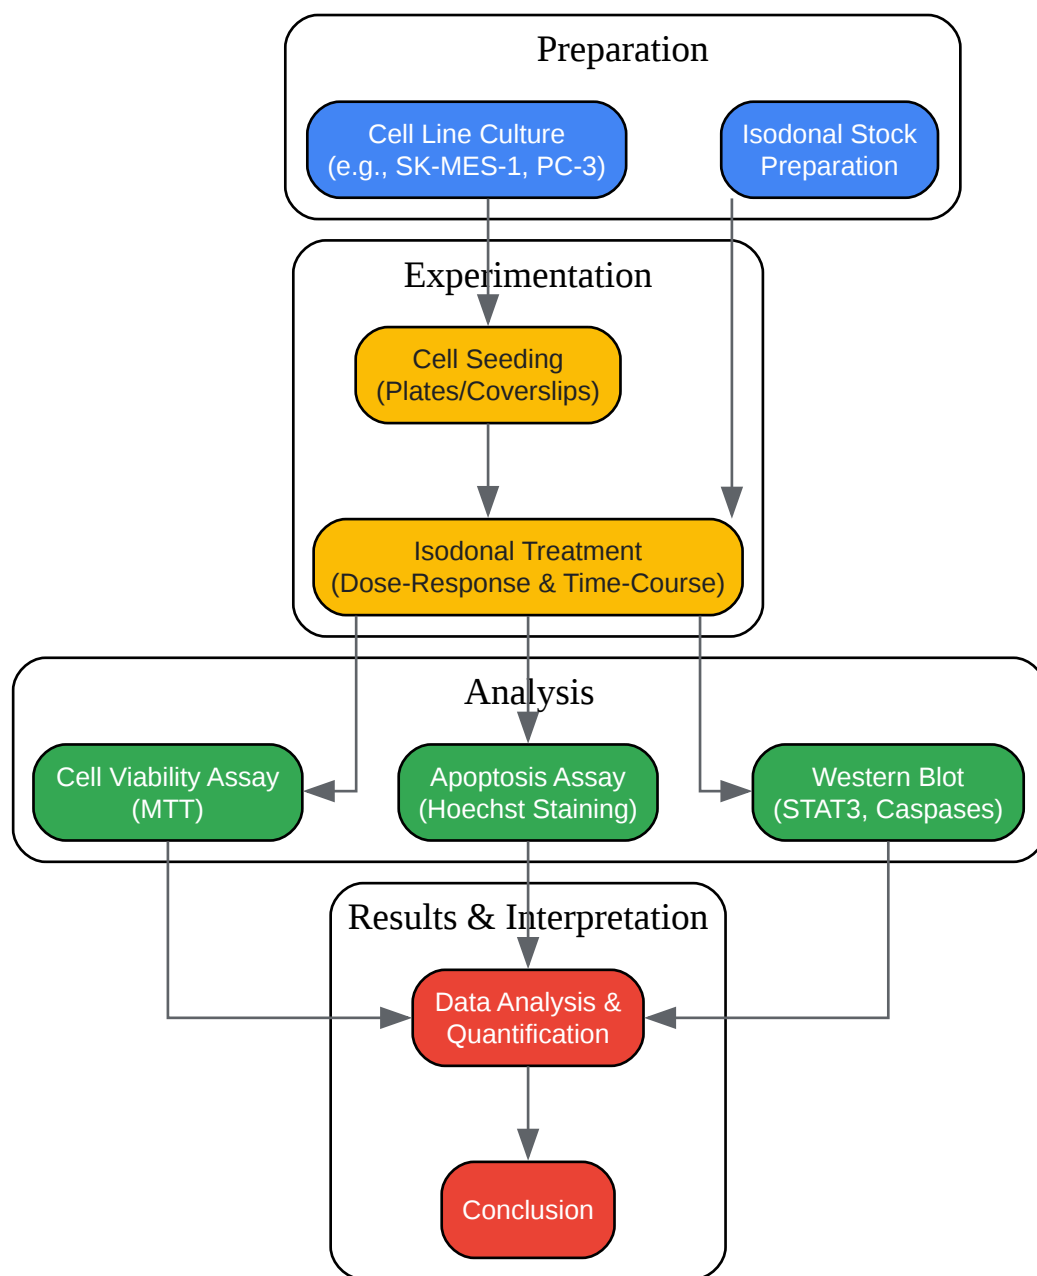 Preparation
Cell Line Culture
(e.g., SK-MES-1, PC-3)
Isodonal Stock
Preparation
Experimentation
Cell Seeding
(Plates/Coverslips)
Isodonal Treatment
(Dose-Response & Time-Course)
Analysis
Cell Viability Assay
(MTT)
Apoptosis Assay
(Hoechst Staining)
Western Blot
(STAT3, Caspases)
Results & Interpretation
Data Analysis &
Quantification
Conclusion